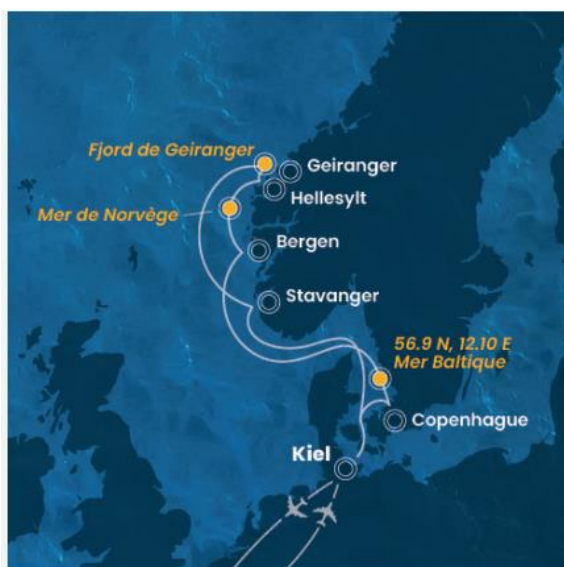 Fjord de Geiranger
Geiranger
Hellesylt
Mer de Norvège
Bergen
Stavanger
56.9 N, 12.10 E
Mer Baltique
Copenhague
Kiel